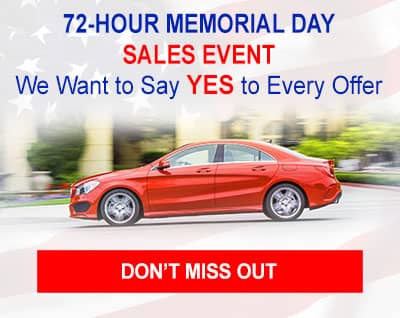 72-HOUR MEMORIAL DAY
SALES EVENT
We Want to Say YES to Every Offer
DON'T MISS OUT